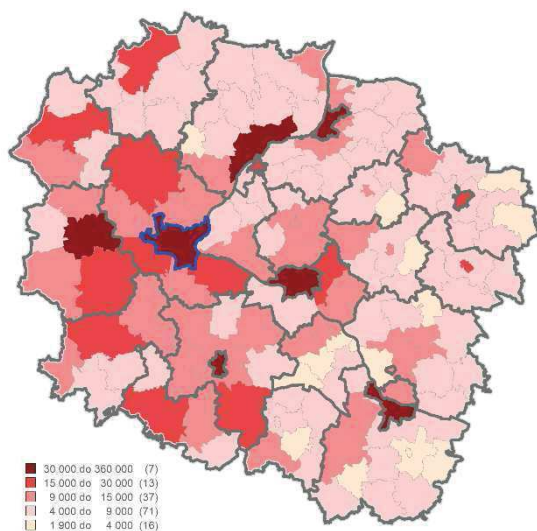 30 000 do 360 000 (7)
15 000 do 30 000 (13)
9 000 do 15 000 (37)
4 000 do 9 000 (71)
1 900 do 4 000 (16)